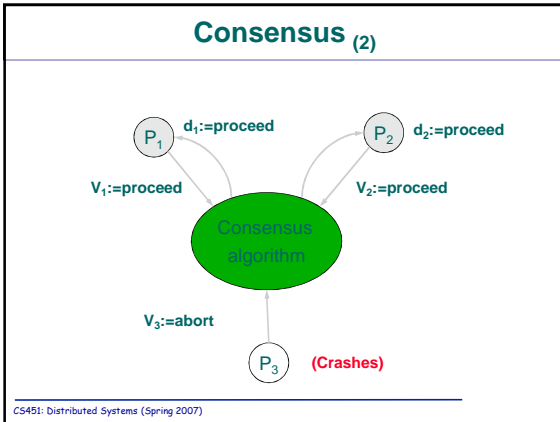 Consensus (2)
P1
d1:=proceed
P2
d2:=proceed
V1:=proceed
V2:=proceed
Consensus
algorithm
V3:=abort
P3
(Crashes)
CS451: Distributed Systems (Spring 2007)